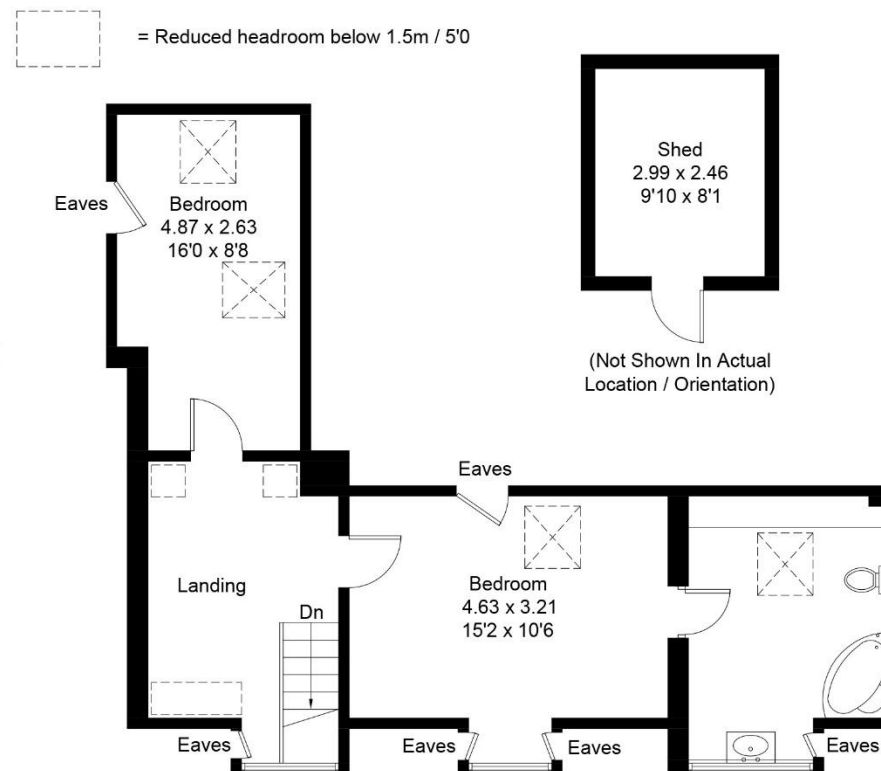 = Reduced headroom below 1.5m / 5'0
Shed
2.99 x 2.46
9'10 x 8'1
(Not Shown In Actual
Location / Orientation)
Eaves
Bedroom
4.87 x 2.63
16'0 x 8'8
Eaves
Landing
Dn
Bedroom
4.63 x 3.21
15'2 x 10'6
Eaves
Eaves
Eaves
Eaves